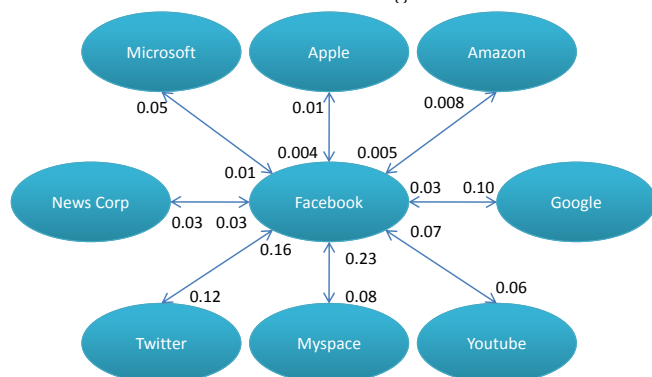 Microsoft Apple Amazon
0.05 0.01 0.008
0.01 0.004 0.005
News Corp Facebook Google
0.03 0.10
0.03 0.03
0.16 0.23 0.07
0.12 0.08 0.06
Twitter Myspace Youtube